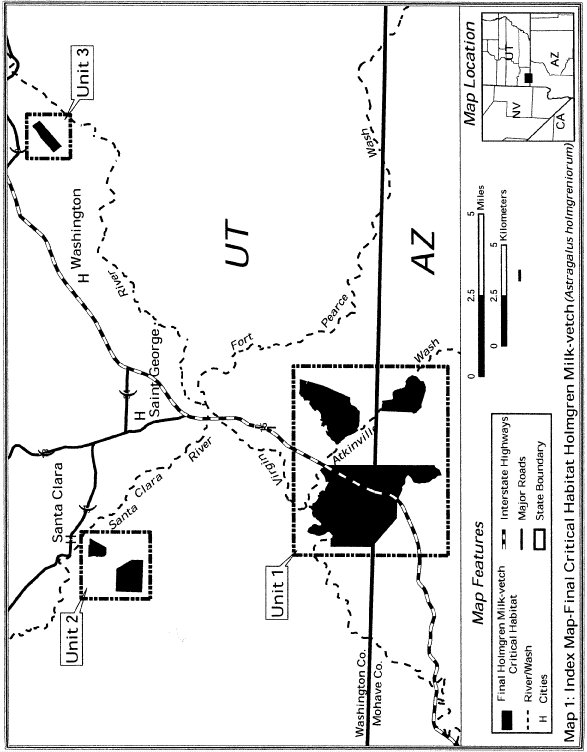 Unit 3
Washington
H
River
UT
Wash
Pearce
Fort
Saint George
H
AZ
Wash
15
Atkinville
Virgin
Santa Clara
H
Santa Clara River
Unit 2
Unit 1
Washington Co.
Mohave Co.
Map Features
Final Holmgren Milk-vetch
Critical Habitat
River/Wash
H Cities
Interstate Highways
Major Roads
State Boundary
0 2.5 5
Miles
0 2.5 5
Kilometers
Map Location
UT
NV
AZ
CA
Map 1: Index Map-Final Critical Habitat Holmgren Milk-vetch (Astragalus holmgreniorum)